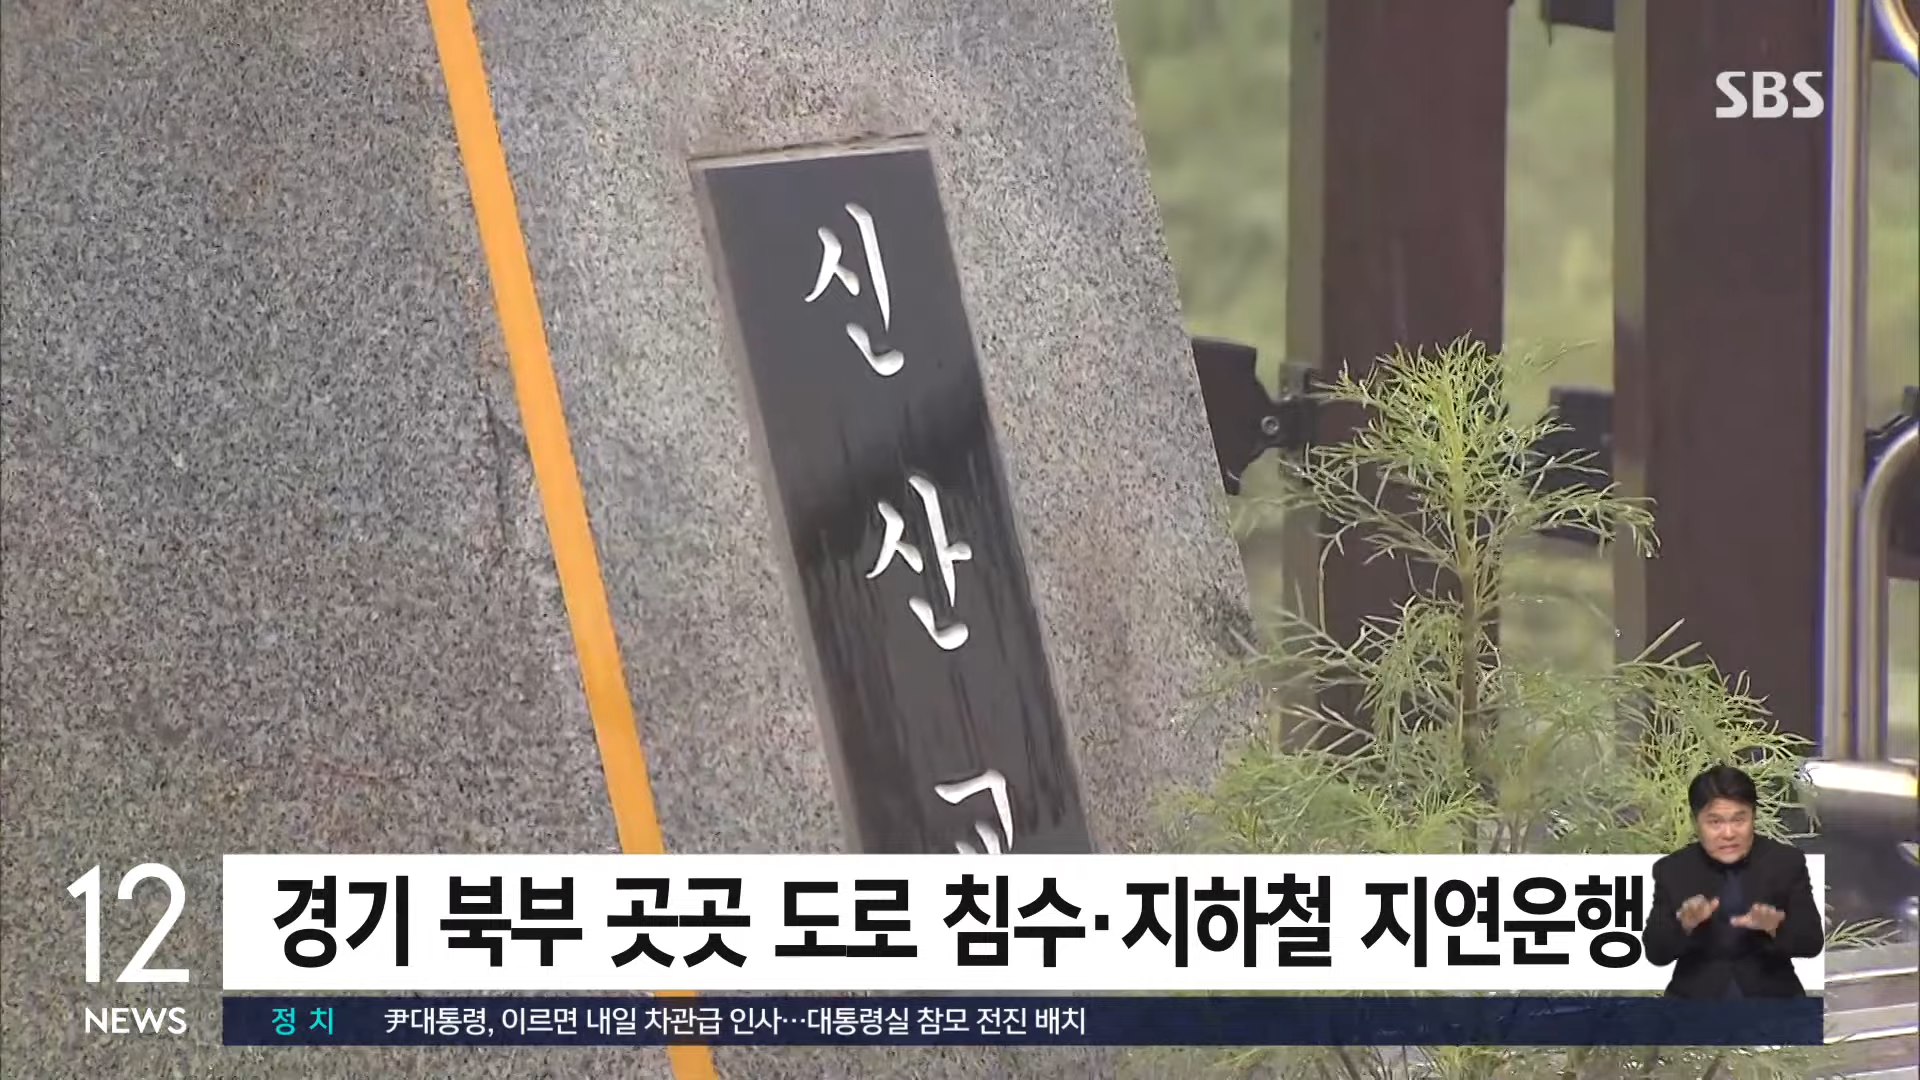 SBS
신
산
교
12
NEWS
경기 북부 곳곳 도로 침수·지하철 지연운행
정치 尹대통령, 이르면 내일 차관급 인사…대통령실 참모 전진 배치